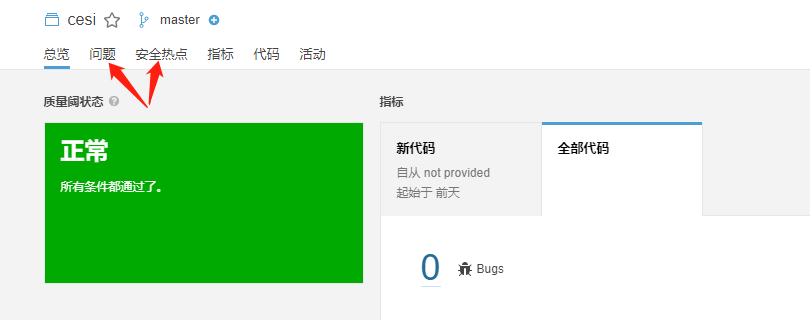 cesi master
总览 问题 安全热点 指标 代码 活动
质量阈状态 ?
指标
正常
所有条件都通过了。
新代码
自从 not provided
起始于 前天
全部代码
0 Bugs